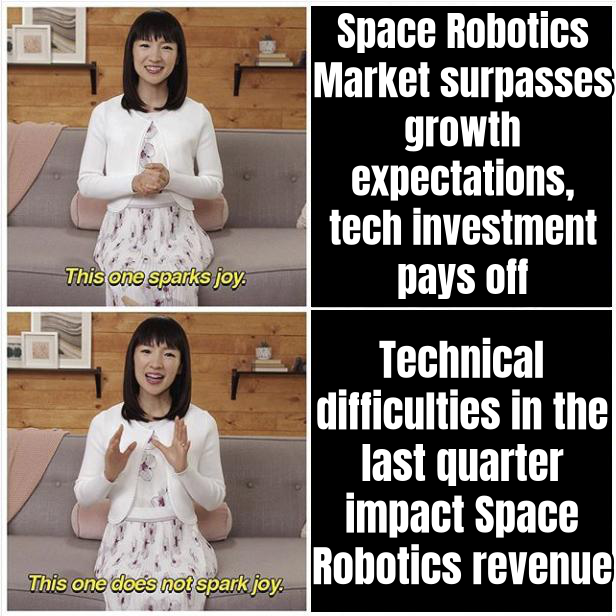 This one sparks joy.
Space Robotics
Market surpasses
growth
expectations,
tech investment
pays off
This one does not spark joy.
Technical
difficulties in the
last quarter
impact Space
Robotics revenue